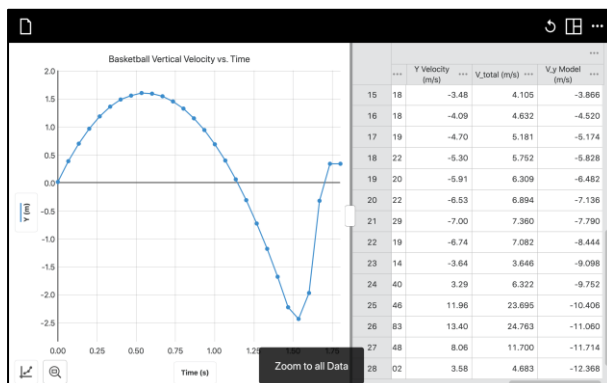 Basketball Vertical Velocity vs. Time
2.0
1.5
1.0
0.5
0.0
-0.5
-1.0
-1.5
-2.0
-2.5
Y (m)
0.00 0.25 0.50 0.75 1.00 1.25 1.75
Time (s)
Zoom to all Data
Y Velocity (m/s) V_total (m/s) V_y Model (m/s)
15 18 -3.48 4.105 -3.866
16 18 -4.09 4.632 -4.520
17 19 -4.70 5.181 -5.174
18 22 -5.30 5.752 -5.828
19 20 -5.91 6.309 -6.482
20 22 -6.53 6.894 -7.136
21 29 -7.00 7.360 -7.790
22 19 -6.74 7.082 -8.444
23 14 -3.64 3.646 -9.098
24 40 3.29 6.322 -9.752
25 46 11.96 23.695 -10.406
26 83 13.40 24.763 -11.060
27 48 8.06 11.700 -11.714
28 02 3.58 4.683 -12.368